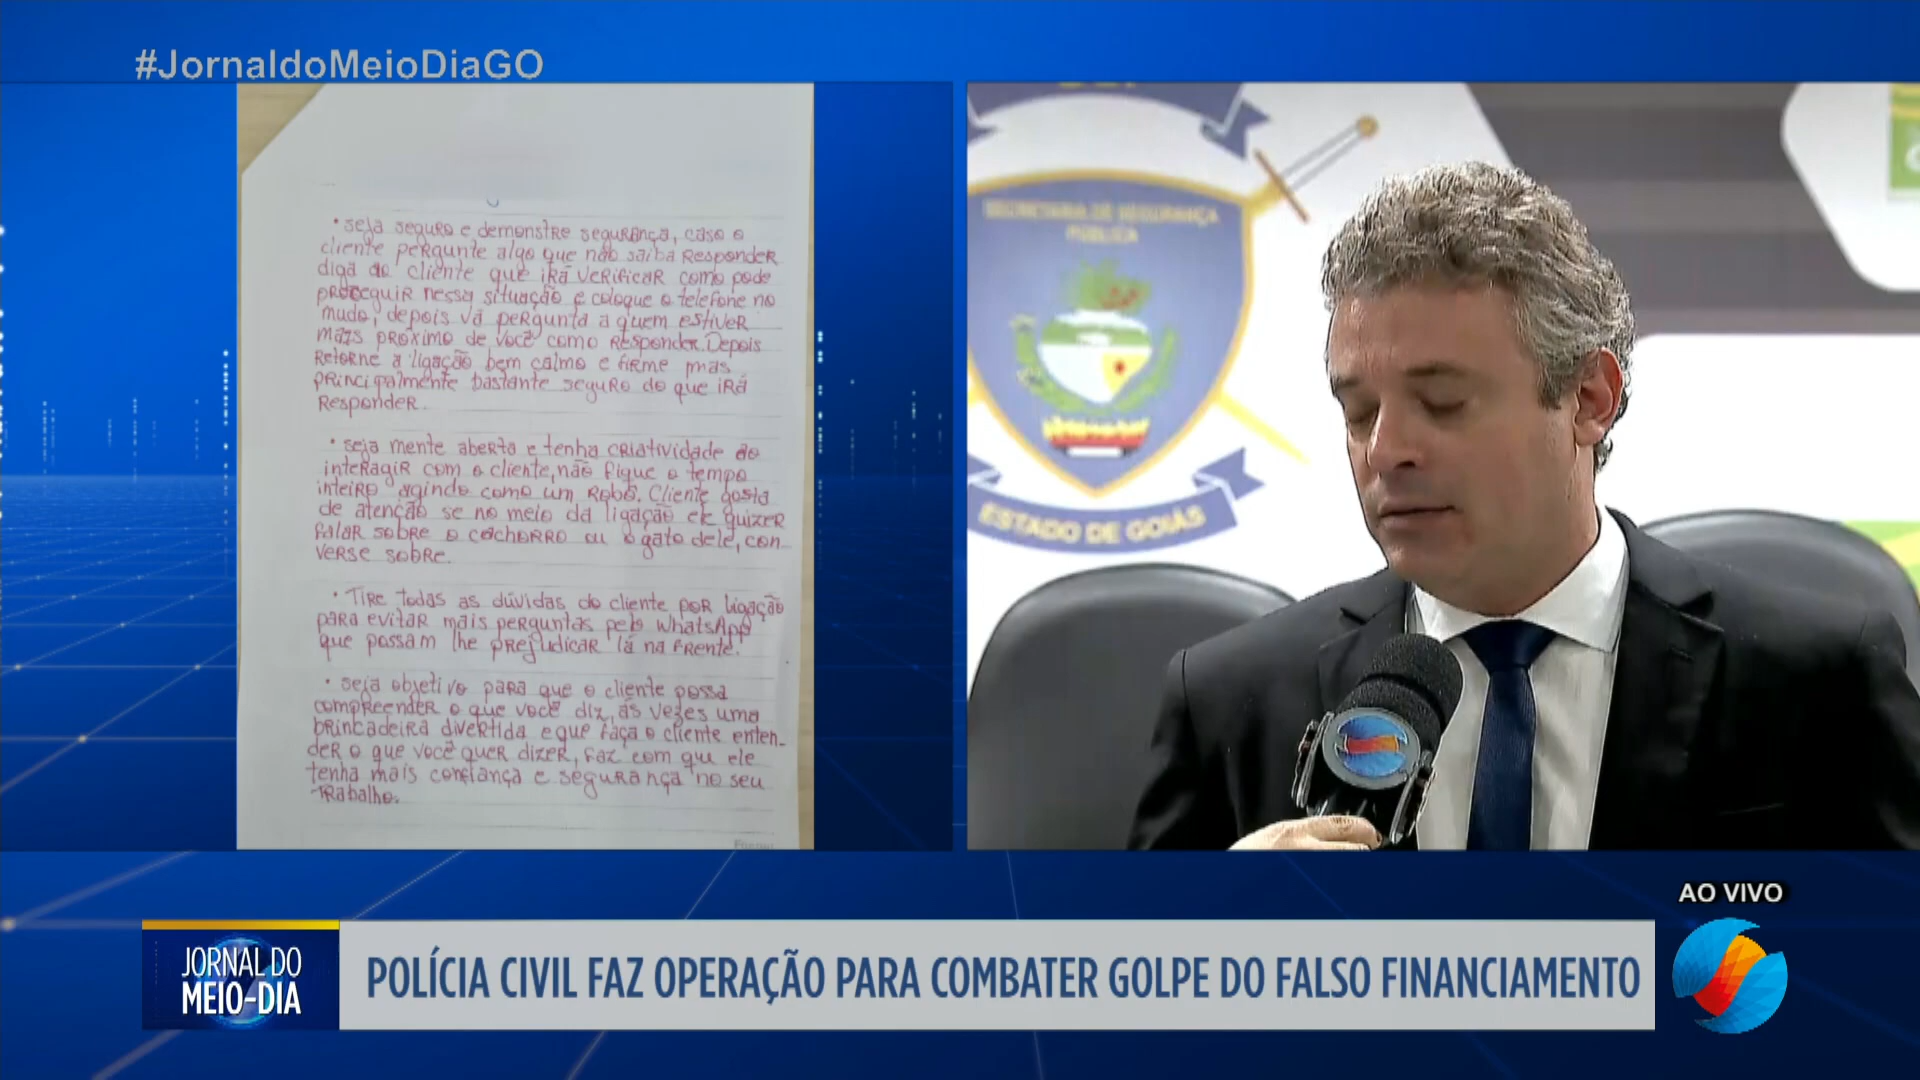 #JornaldoMeioDiaGO
• seja seguro e demonstre segurança, caso o
cliente pergunte algo que não saiba Responder
diga ao cliente que irá verificar como pode
prosseguir nessa situação e coloque o telefone no
mudo, depois vá pergunta a quem estiver
mais próximo de você como Responder. Depois
Retorne a ligação bem calmo e firme mas
principalmente bastante seguro do que irá
Responder.
• seja mente aberta e tenha criatividade ao
interagir com o cliente, não fique o tempo
inteiro agindo como um Robô. Cliente gosta
de atenção se no meio da ligação ele quizer
falar sobre o cachorro ou o gato dele, con-
verse sobre.
• Tire todas as dúvidas do cliente por ligação
para evitar mais perguntas pelo WhatsApp
que possam lhe prejudicar lá na frente.
• seja objetivo para que o cliente possa
compreender o que você diz, as vezes uma
brincadeira divertida e que faça o cliente enten-
der o que você quer dizer, faz com que ele
tenha mais confiança e segurança no seu
Trabalho.
SECRETARIA DE SEGURANÇA
PÚBLICA
ESTADO DE GOIÁS
AO VIVO
JORNAL DO
MEIO-DIA
POLÍCIA CIVIL FAZ OPERAÇÃO PARA COMBATER GOLPE DO FALSO FINANCIAMENTO